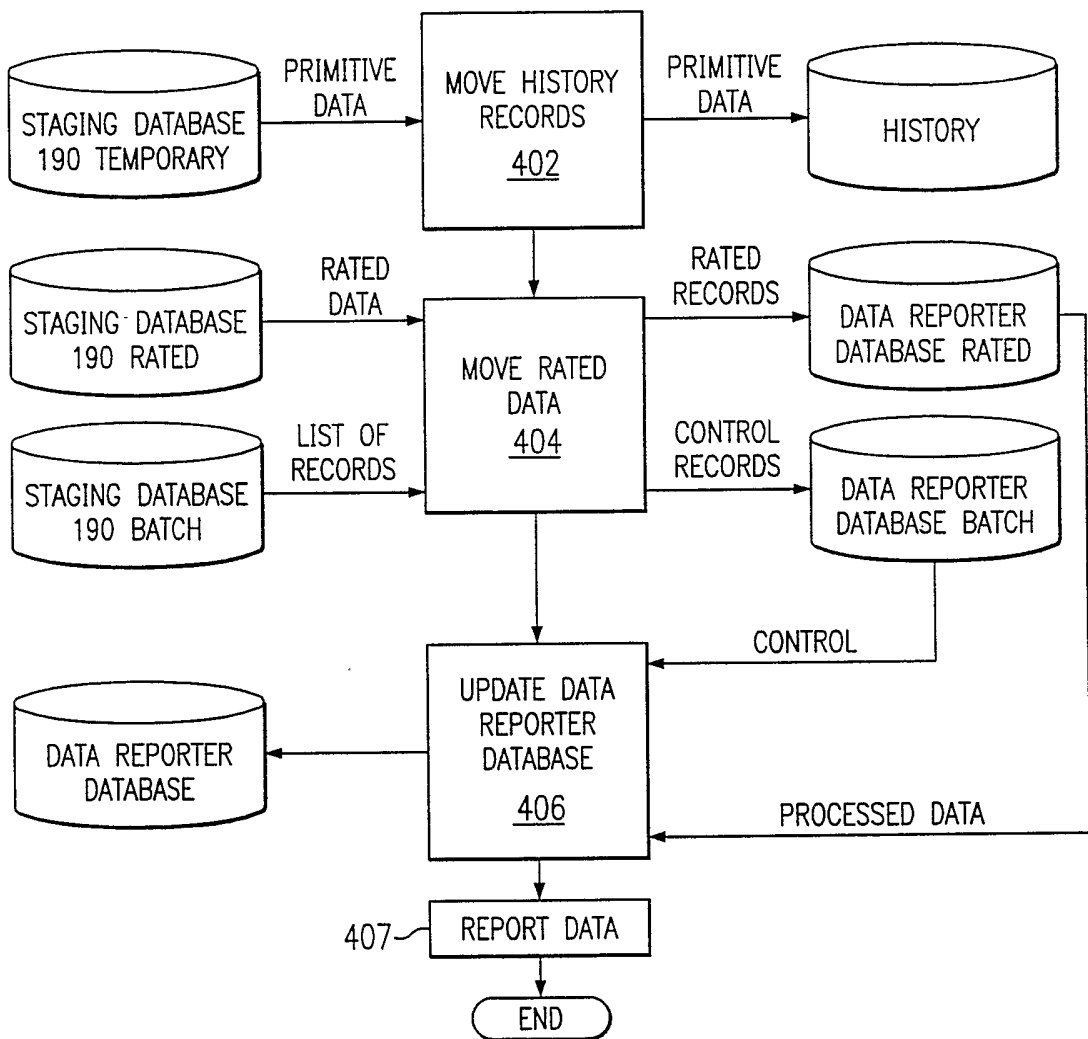 STAGING DATABASE
190 TEMPORARY
PRIMITIVE
DATA
MOVE HISTORY
RECORDS
402
PRIMITIVE
DATA
HISTORY
STAGING DATABASE
190 RATED
RATED
DATA
STAGING DATABASE
190 BATCH
LIST OF
RECORDS
MOVE RATED
DATA
404
RATED
RECORDS
DATA REPORTER
DATABASE RATED
CONTROL
RECORDS
DATA REPORTER
DATABASE BATCH
CONTROL
UPDATE DATA
REPORTER
DATABASE
406
DATA REPORTER
DATABASE
PROCESSED DATA
407
REPORT DATA
END